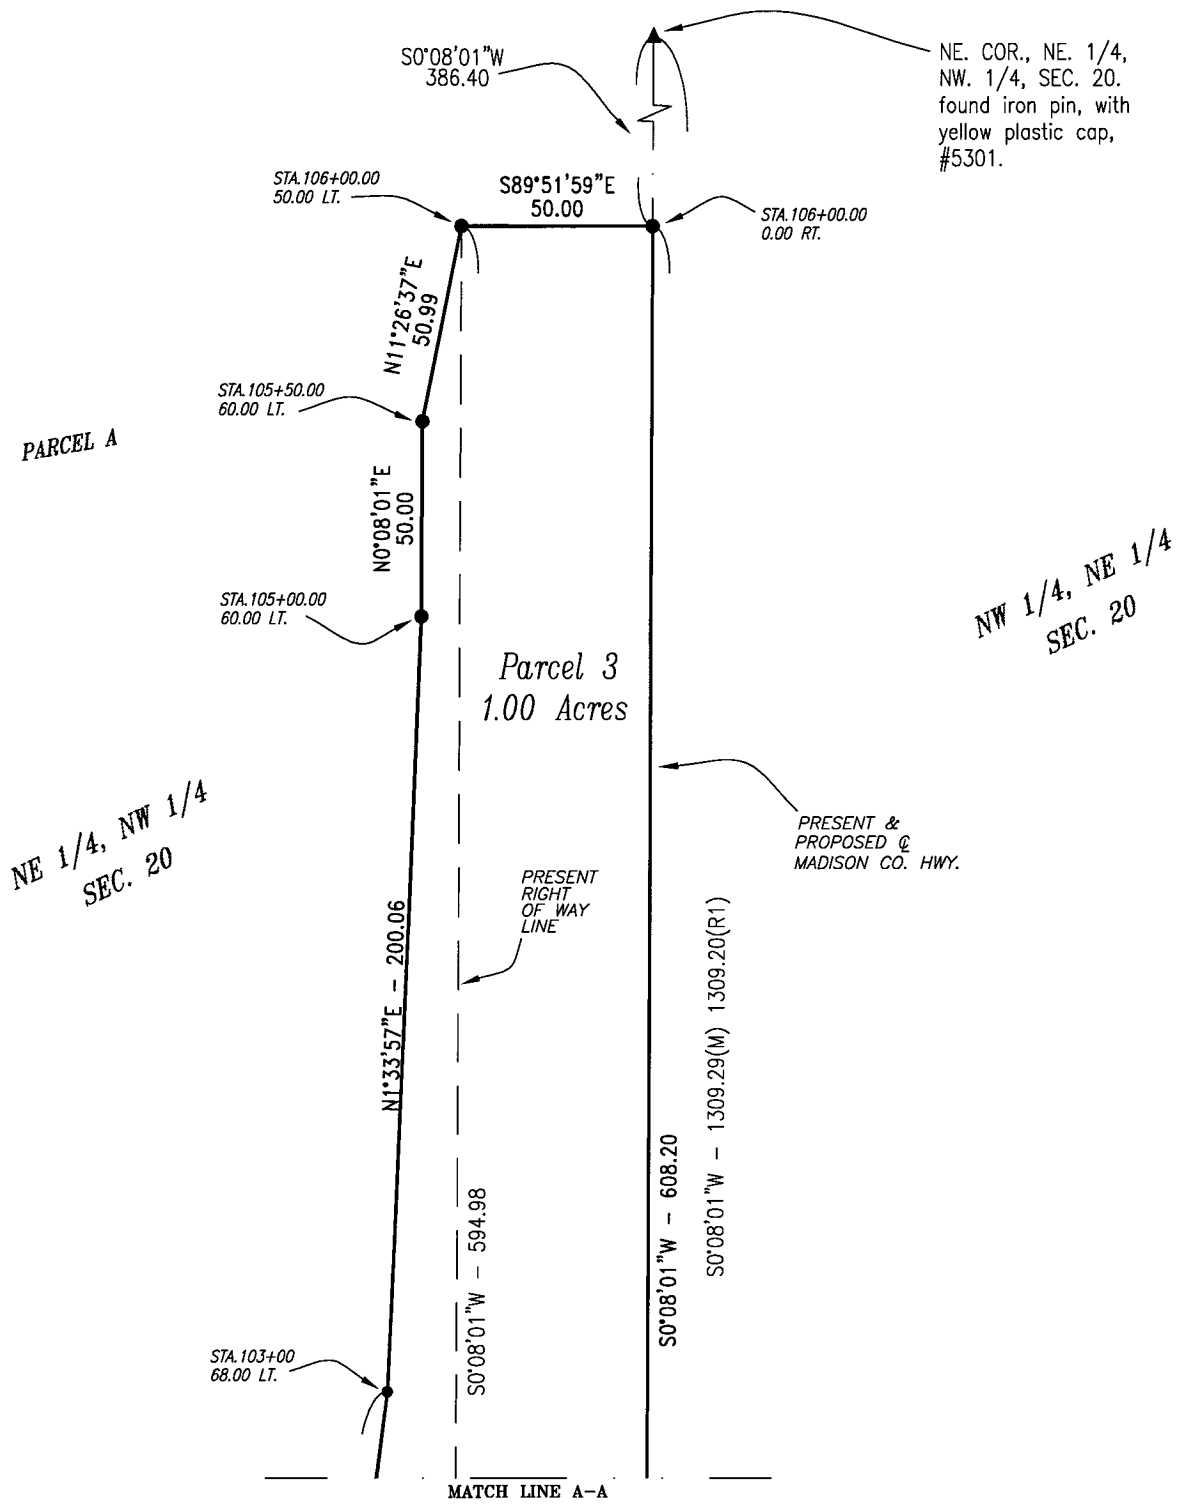 S0°08'01"W
386.40
NE. COR., NE. 1/4,
NW. 1/4, SEC. 20.
found iron pin, with
yellow plastic cap,
#5301.
STA.106+00.00
50.00 LT.
S89°51'59"E
50.00
STA.106+00.00
0.00 RT.
N11°26'37"E
50.99
STA.105+50.00
60.00 LT.
PARCEL A
N0°08'01"E
50.00
STA.105+00.00
60.00 LT.
NW 1/4, NE 1/4
SEC. 20
Parcel 3
1.00 Acres
NE 1/4, NW 1/4
SEC. 20
PRESENT &
PROPOSED ℄
MADISON CO. HWY.
PRESENT
RIGHT
OF WAY
LINE
N1°33'57"E - 200.06
S0°08'01"W - 1309.29(M) 1309.20(R1)
S0°08'01"W - 608.20
S0°08'01"W - 594.98
STA.103+00
68.00 LT.
MATCH LINE A-A